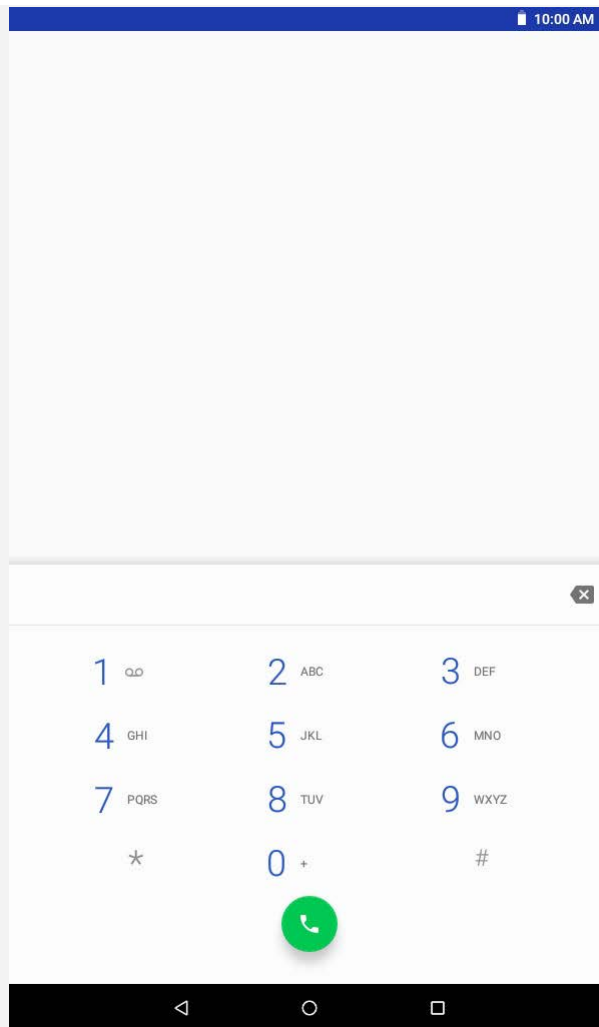 10:00 AM
1
2 ABC
3 DEF
4 GHI
5 JKL
6 MNO
7 PQRS
8 TUV
9 WXYZ
*
0 +
#